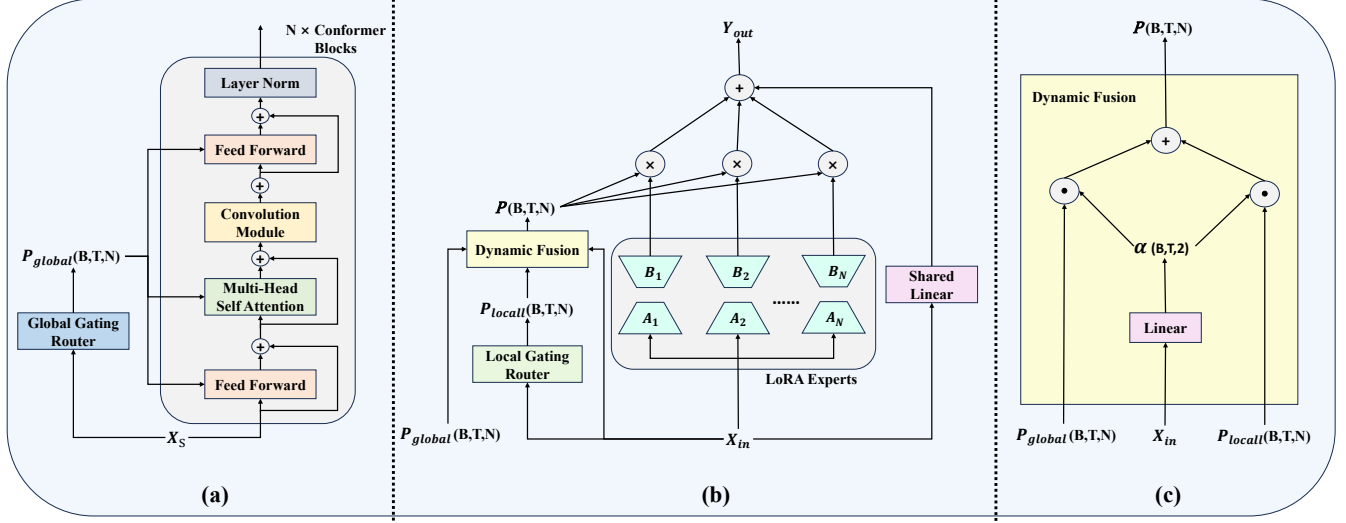 N × Conformer
Blocks
Layer Norm
+
Feed Forward
+
Convolution
Module
+
P_global(B,T,N)
Multi-Head
Self Attention
Global Gating
Router
+
Feed Forward
X_S
(a)
Y_out
+
× × ×
P(B,T,N)
Dynamic Fusion
B_1 B_2 B_N
Shared
Linear
......
P_locall(B,T,N)
A_1 A_2 A_N
Local Gating
Router
LoRA Experts
P_global(B,T,N)
X_in
(b)
P(B,T,N)
Dynamic Fusion
+
• •
α (B,T,2)
Linear
P_global(B,T,N) X_in P_locall(B,T,N)
(c)